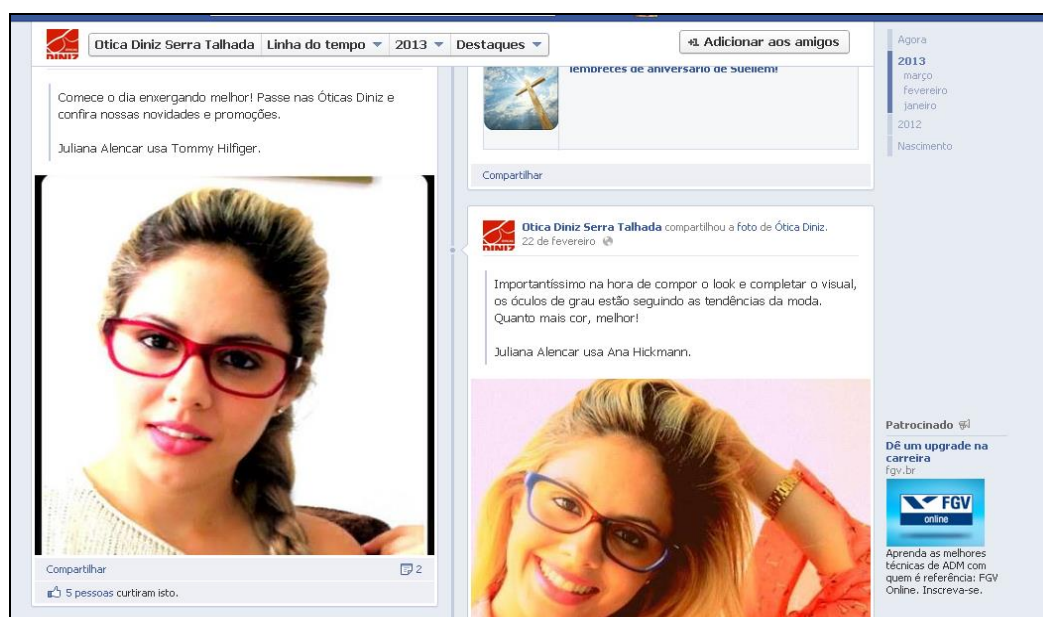 DINIZ
Otica Diniz Serra Talhada Linha do tempo 2013 Destaques
+1 Adicionar aos amigos
Comece o dia enxergando melhor! Passe nas Óticas Diniz e
confira nossas novidades e promoções.
Juliana Alencar usa Tommy Hilfiger.
Compartilhar
2
5 pessoas curtiram isto.
lembretes de aniversário de Suellem!
Compartilhar
DINIZ
Otica Diniz Serra Talhada compartilhou a foto de Ótica Diniz.
22 de fevereiro
Importantíssimo na hora de compor o look e completar o visual,
os óculos de grau estão seguindo as tendências da moda.
Quanto mais cor, melhor!
Juliana Alencar usa Ana Hickmann.
Agora
2013
março
fevereiro
janeiro
2012
Nascimento
Patrocinado
Dê um upgrade na
carreira
fgv.br
FGV
online
Aprenda as melhores
técnicas de ADM com
quem é referência: FGV
Online. Inscreva-se.